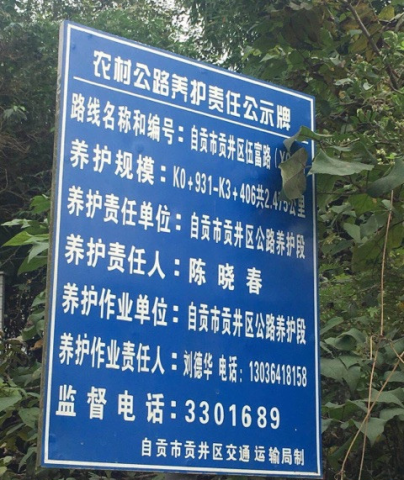 农村公路养护责任公示牌
路线名称和编号：自贡市贡井区伍富路（X
养护规模：K0+931-K3+406共2.475公里
养护责任单位：自贡市贡井区公路养护段
养护责任人：陈晓春
养护作业单位：自贡市贡井区公路养护段
养护作业责任人：刘德华 电话：13036418158
监督电话：3301689
自贡市贡井区交通运输局制